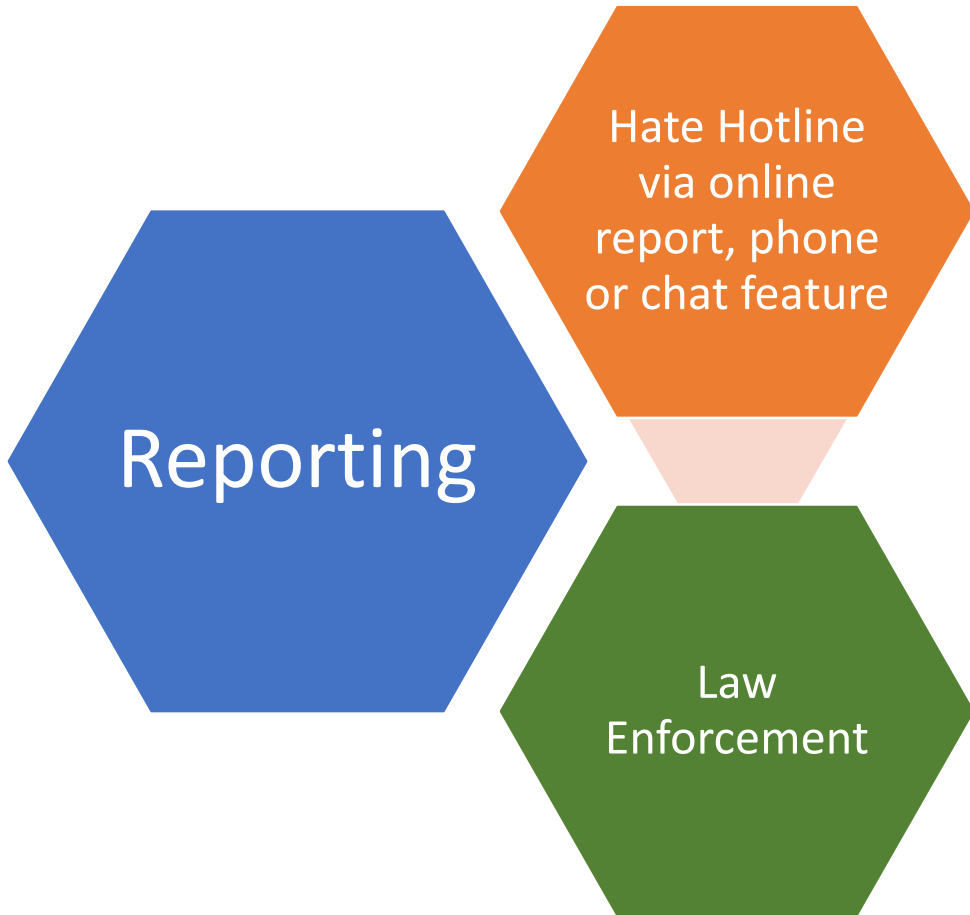 Reporting
Hate Hotline
via online
report, phone
or chat feature
Law
Enforcement